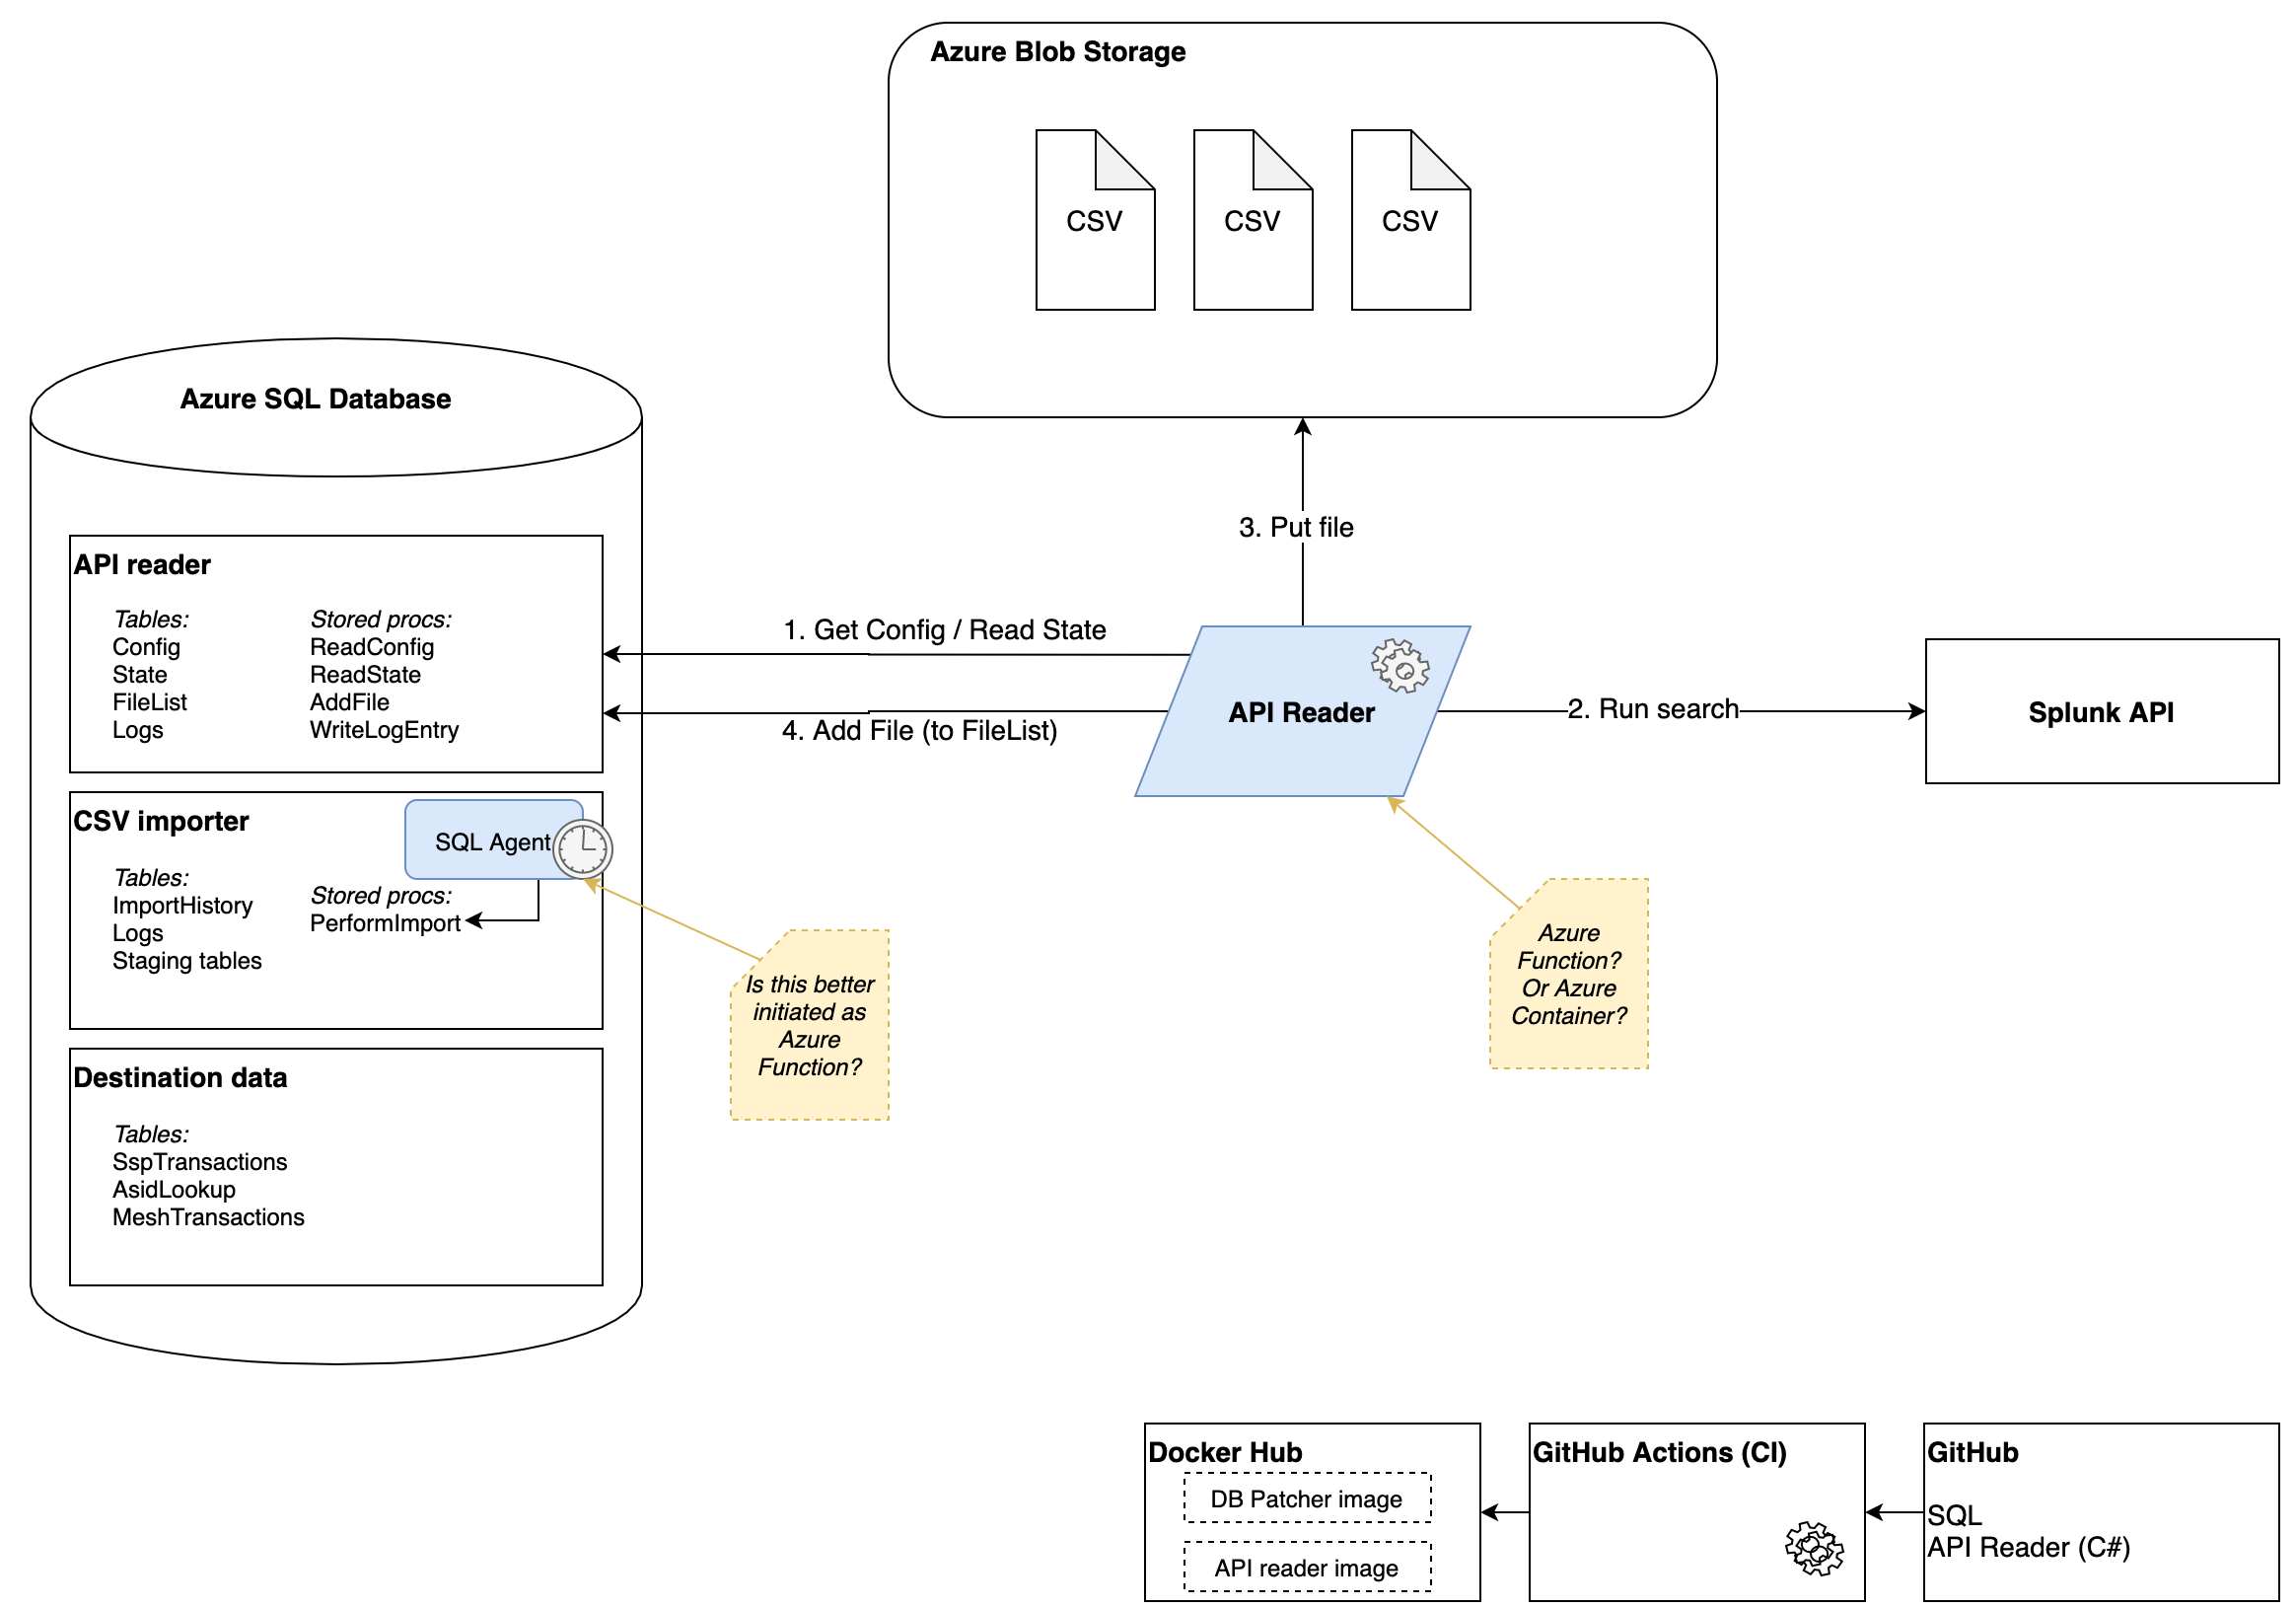 Azure Blob Storage
CSV
CSV
CSV
Azure SQL Database
API reader
Tables:
Config
State
FileList
Logs
Stored procs:
ReadConfig
ReadState
AddFile
WriteLogEntry
CSV importer
SQL Agent
Tables:
ImportHistory
Logs
Staging tables
Stored procs:
PerformImport
Destination data
Tables:
SspTransactions
AsidLookup
MeshTransactions
1. Get Config / Read State
4. Add File (to FileList)
3. Put file
API Reader
2. Run search
Splunk API
Is this better
initiated as
Azure
Function?
Azure
Function?
Or Azure
Container?
Docker Hub
DB Patcher image
API reader image
GitHub Actions (CI)
GitHub
SQL
API Reader (C#)